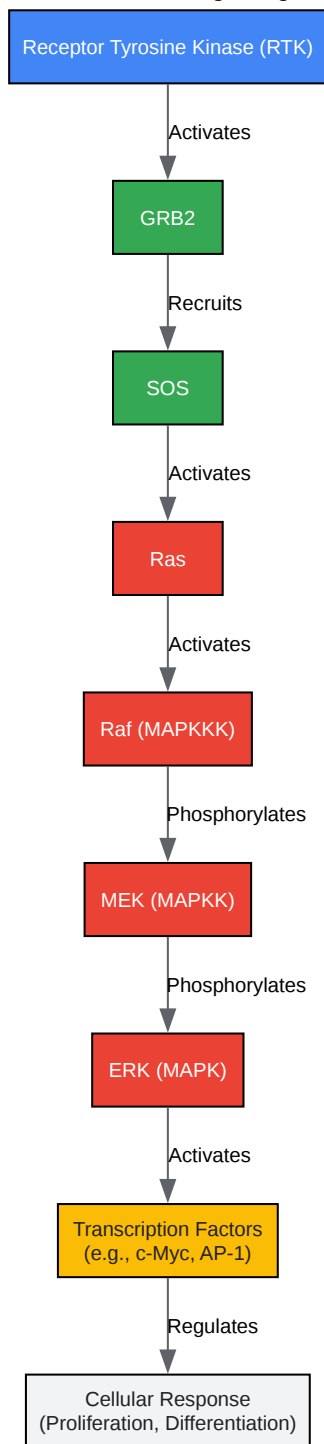 Receptor Tyrosine Kinase (RTK)
Activates
GRB2
Recruits
SOS
Activates
Ras
Activates
Raf (MAPKKK)
Phosphorylates
MEK (MAPKK)
Phosphorylates
ERK (MAPK)
Activates
Transcription Factors
(e.g., c-Myc, AP-1)
Regulates
Cellular Response
(Proliferation, Differentiation)